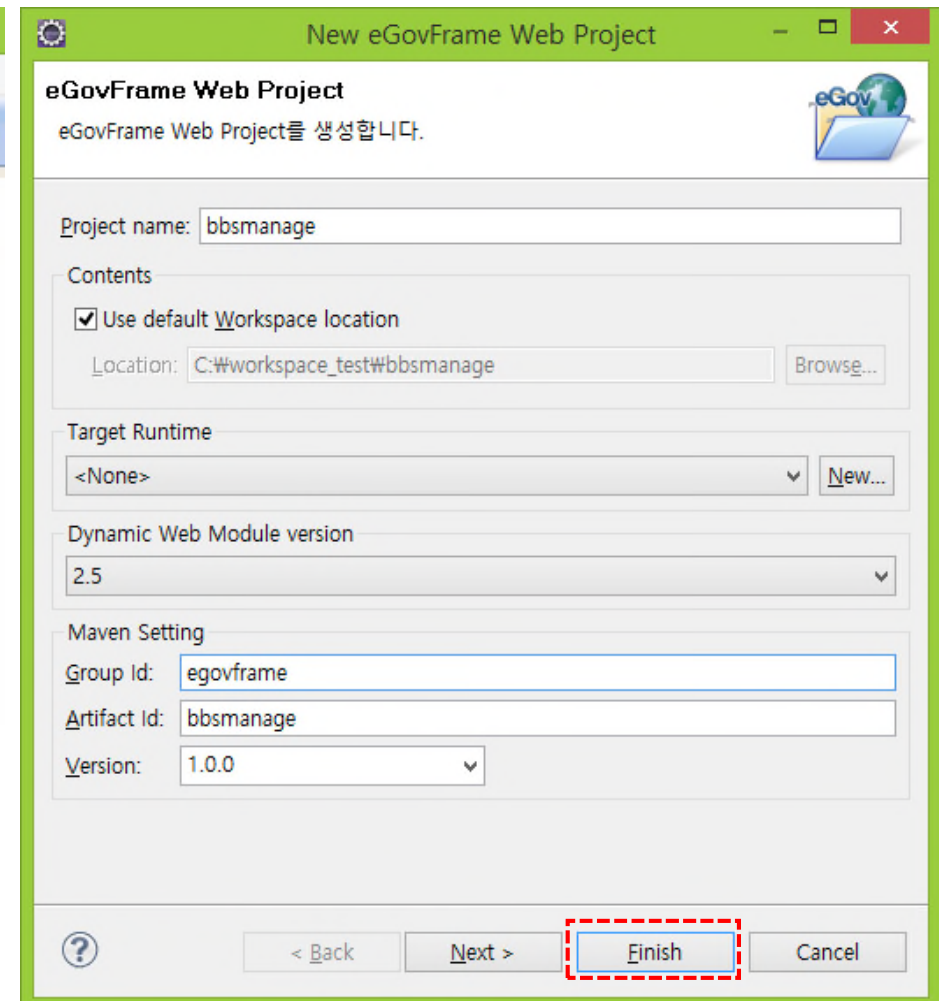 New eGovFrame Web Project
eGovFrame Web Project
eGovFrame Web Project를 생성합니다.
eGov
Project name: bbsmanage
Contents
Use default Workspace location
Location: C:₩workspace_test₩bbsmanage Browse...
Target Runtime
<None> New...
Dynamic Web Module version
2.5
Maven Setting
Group Id: egovframe
Artifact Id: bbsmanage
Version: 1.0.0
? < Back Next > Finish Cancel